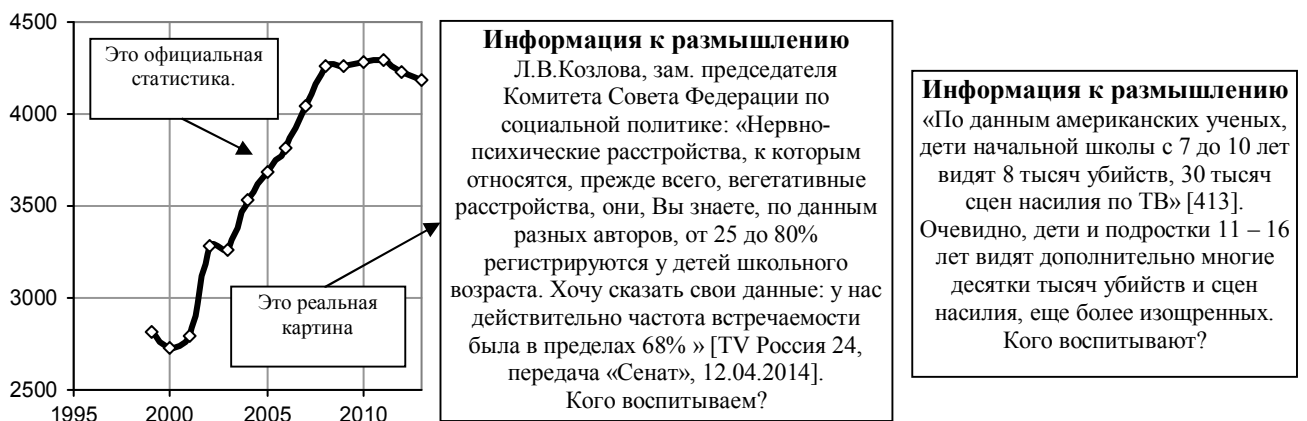 4500
4000
3500
3000
2500
1995
2000
2005
2010
Это официальная
статистика.
Это реальная
картина
Информация к размышлению
Л.В.Козлова, зам. председателя
Комитета Совета Федерации по
социальной политике: «Нервно-
психические расстройства, к которым
относятся, прежде всего, вегетативные
расстройства, они, Вы знаете, по данным
разных авторов, от 25 до 80%
регистрируются у детей школьного
возраста. Хочу сказать свои данные: у нас
действительно частота встречаемости
была в пределах 68% » [TV Россия 24,
передача «Сенат», 12.04.2014].
Кого воспитываем?
Информация к размышлению
«По данным американских ученых,
дети начальной школы с 7 до 10 лет
видят 8 тысяч убийств, 30 тысяч
сцен насилия по ТВ» [413].
Очевидно, дети и подростки 11 – 16
лет видят дополнительно многие
десятки тысяч убийств и сцен
насилия, еще более изощренных.
Кого воспитывают?